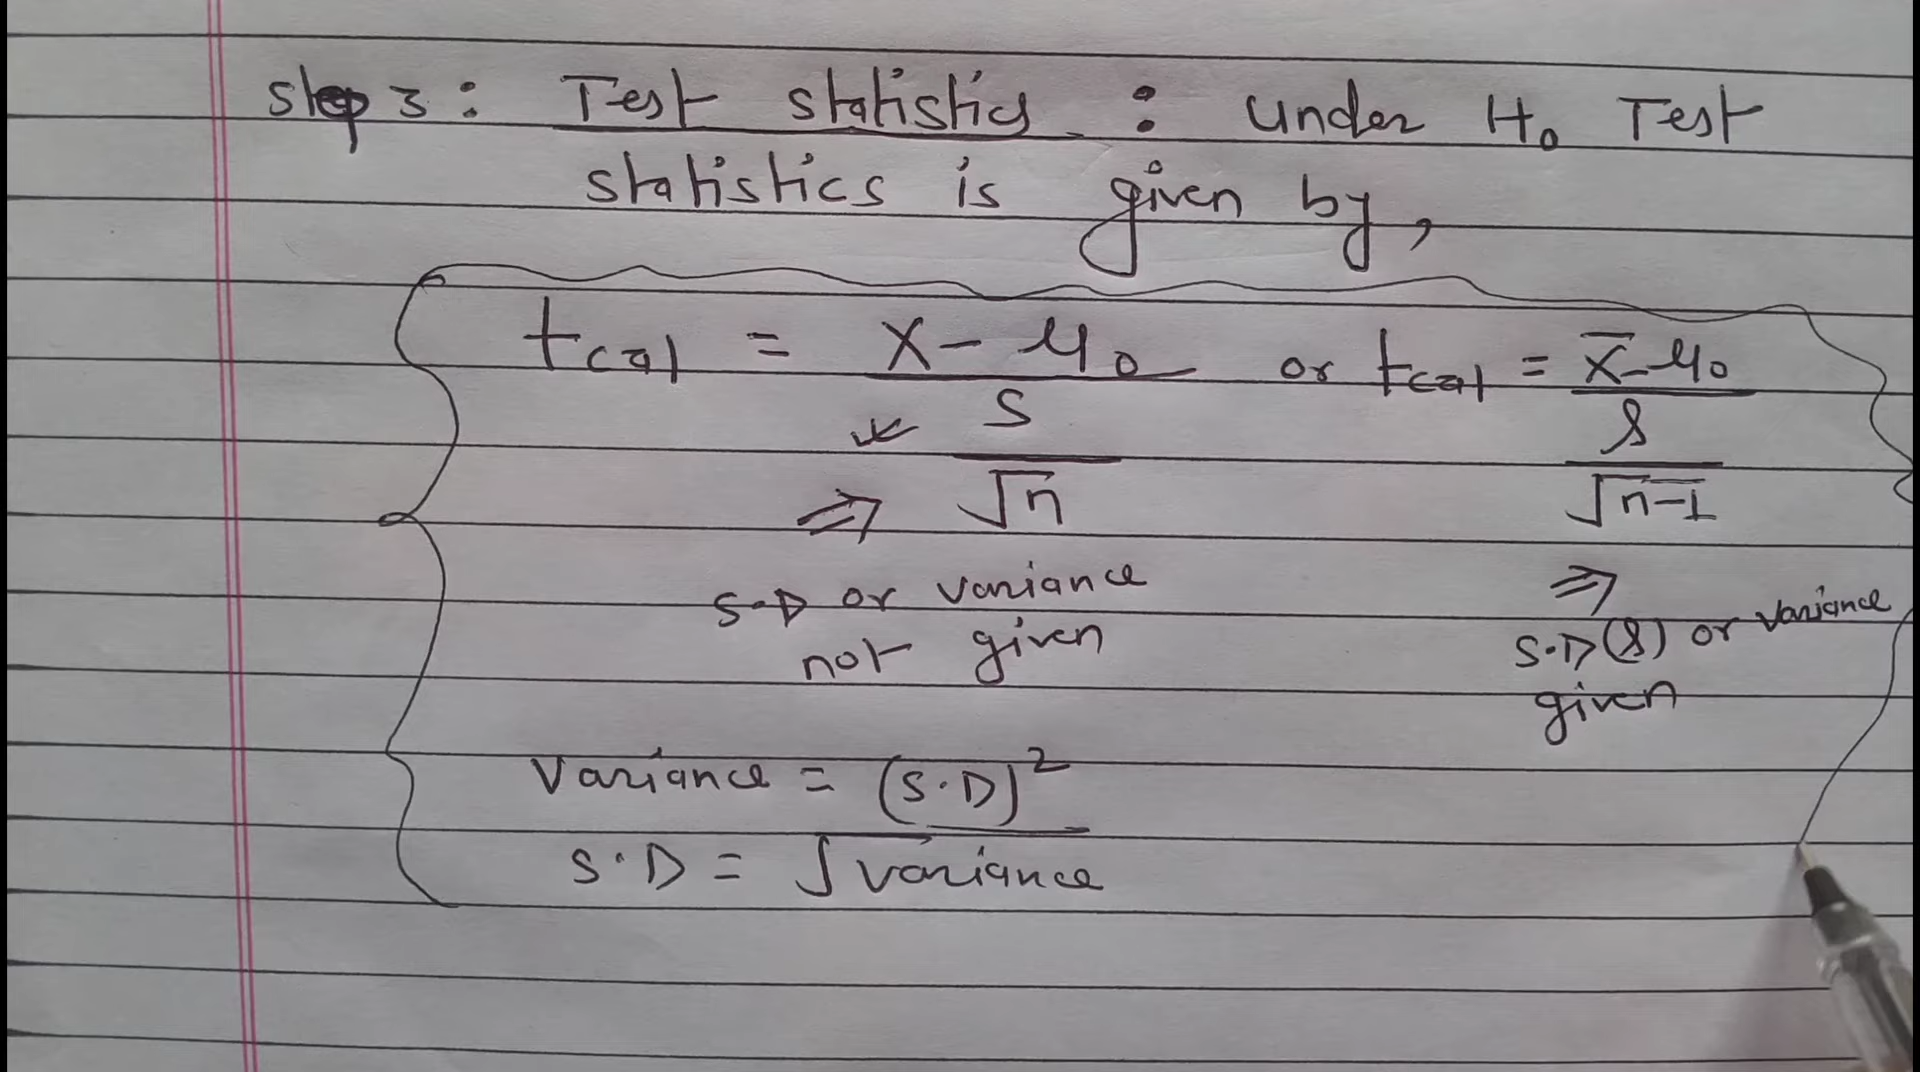 Step 3: Test statistics : Under H₀ Test
statistics is given by,
tcal = X - μ₀ / (S / √n) or tcal = x̄ - μ₀ / (s / √n-1)
⇒ ⇒
S.D or variance S.D(s) or variance
not given given
Variance = (S.D)²
S.D = √variance